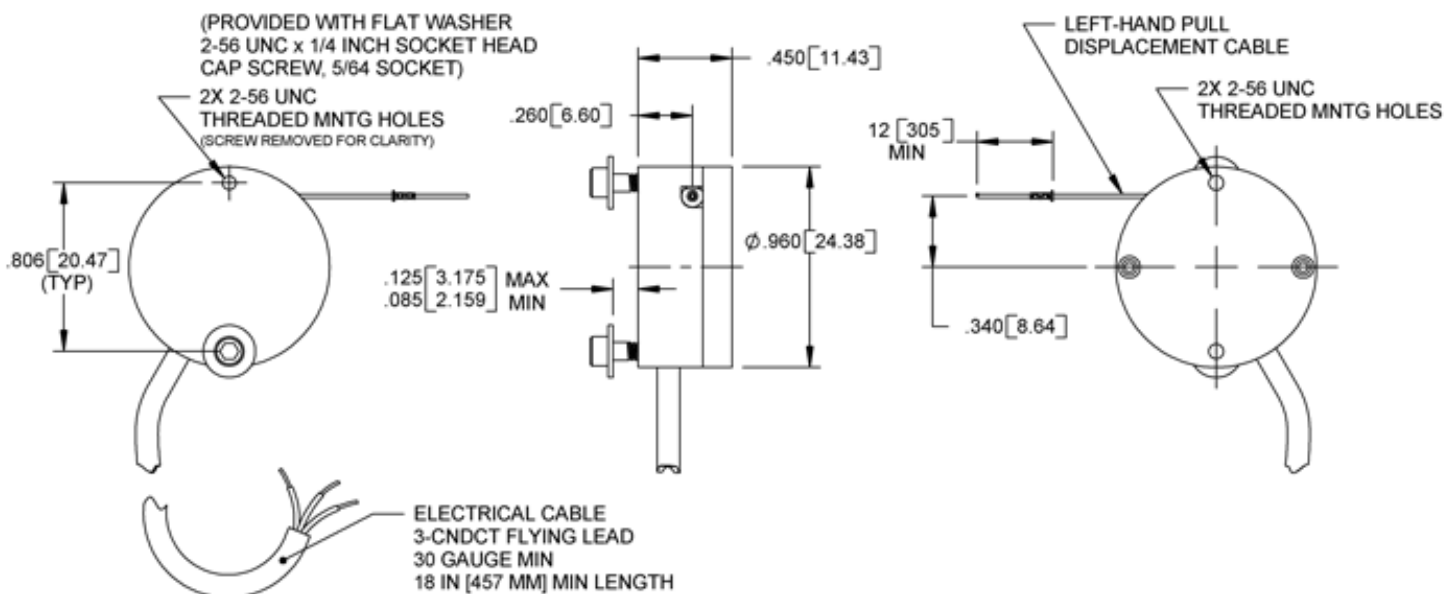 (PROVIDED WITH FLAT WASHER
2-56 UNC x 1/4 INCH SOCKET HEAD
CAP SCREW, 5/64 SOCKET)
2X 2-56 UNC
THREADED MNTG HOLES
(SCREW REMOVED FOR CLARITY)
.806[20.47]
(TYP)
ELECTRICAL CABLE
3-CNDCT FLYING LEAD
30 GAUGE MIN
18 IN [457 MM] MIN LENGTH
.450[11.43]
.260[6.60]
Ø.960[24.38]
.125[3.175] MAX
.085[2.159] MIN
LEFT-HAND PULL
DISPLACEMENT CABLE
2X 2-56 UNC
THREADED MNTG HOLES
12 [305]
MIN
.340[8.64]